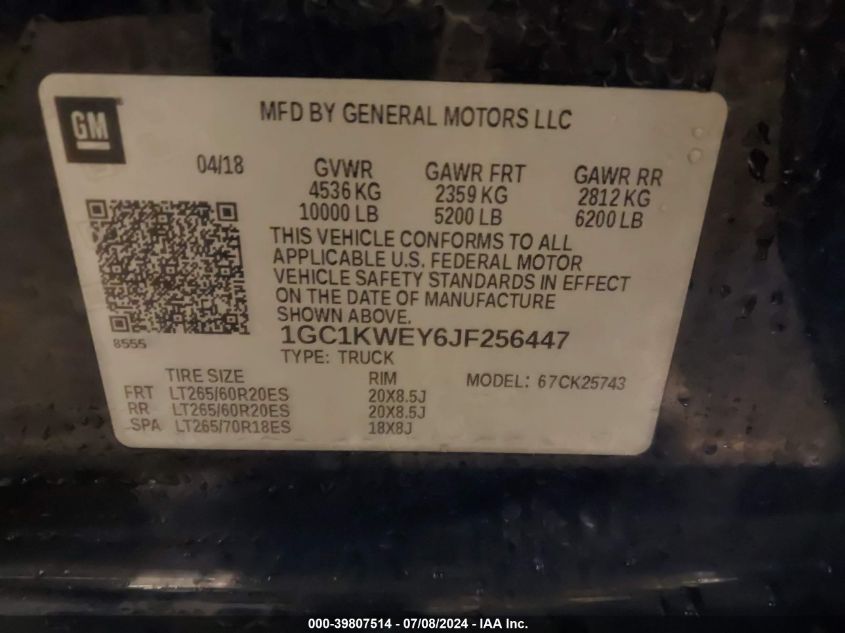 GM
MFD BY GENERAL MOTORS LLC
04/18 GVWR GAWR FRT GAWR RR
4536 KG 2359 KG 2812 KG
10000 LB 5200 LB 6200 LB
THIS VEHICLE CONFORMS TO ALL
APPLICABLE U.S. FEDERAL MOTOR
VEHICLE SAFETY STANDARDS IN EFFECT
ON THE DATE OF MANUFACTURE
SHOWN ABOVE.
8555
1GC1KWEY6JF256447
TYPE: TRUCK
TIRE SIZE RIM MODEL: 67CK25743
FRT LT265/60R20ES 20X8.5J
RR LT265/60R20ES 20X8.5J
SPA LT265/70R18ES 18X8J
000-39807514 - 07/08/2024 - IAA Inc.